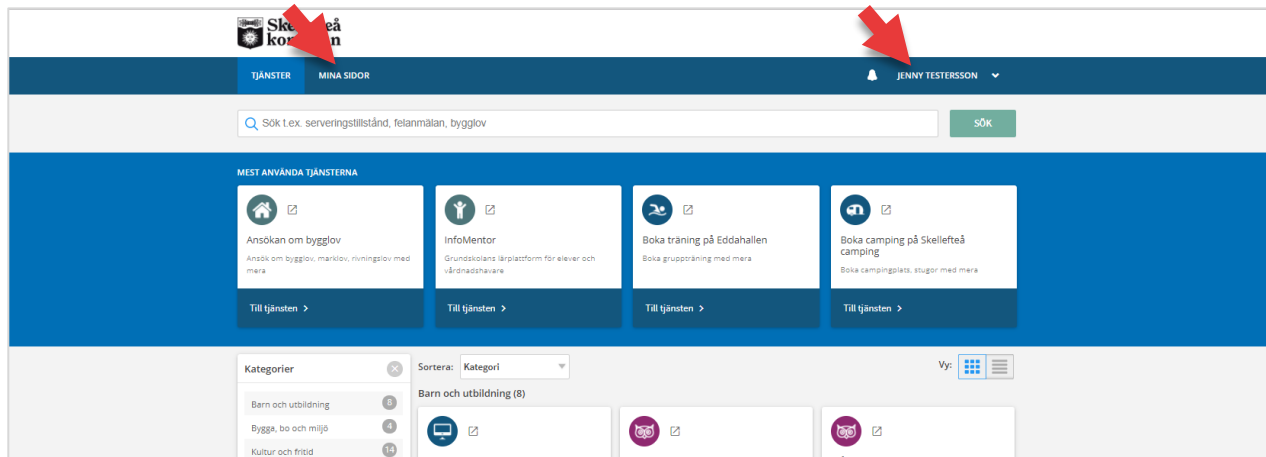 TJÄNSTER
MINA SIDOR
JENNY TESTERSSON
Sök t.ex. serveringstillstånd, felanmälan, bygglov
SÖK
MEST ANVÄNDA TJÄNSTERNA
Ansökan om bygglov
Ansök om bygglov, marklov, rivningslov med
mera
Till tjänsten >
InfoMentor
Grundskolans lärplattform för elever och
vårdnadshavare
Till tjänsten >
Boka träning på Eddahallen
Boka gruppträning med mera
Till tjänsten >
Boka camping på Skellefteå
camping
Boka campingplats, stugor med mera
Till tjänsten >
Kategorier
Barn och utbildning 8
Bygga, bo och miljö 4
Kultur och fritid 14
Sortera: Kategori
Vy:
Barn och utbildning (8)